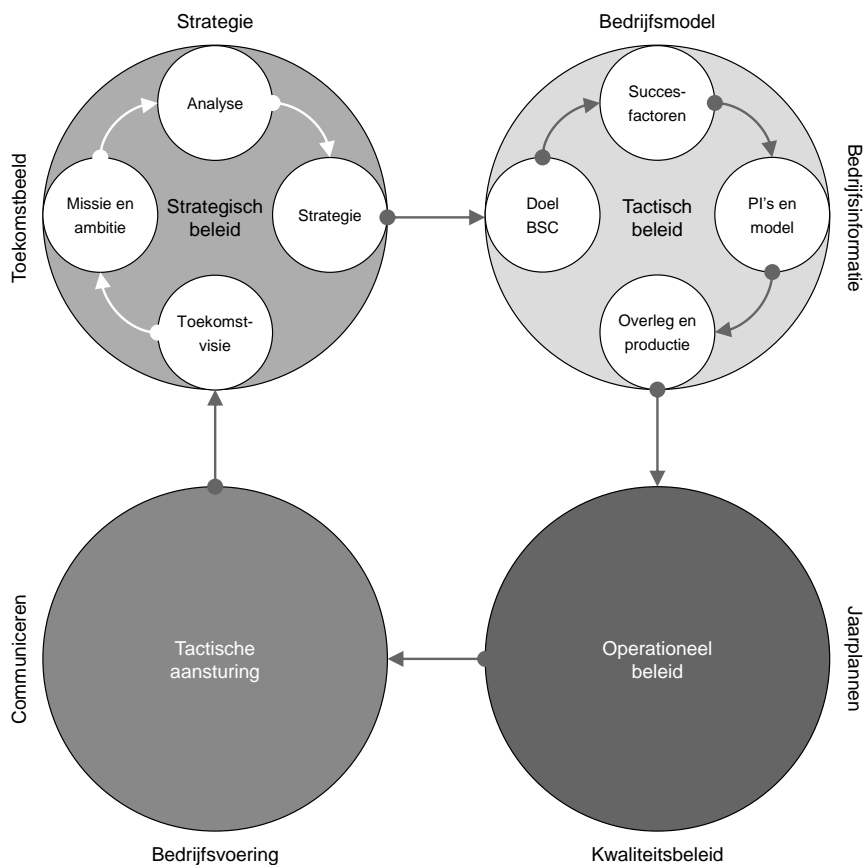 Strategie
Bedrijfsmodel
Toekomstbeeld
Analyse
Missie en
ambitie
Strategisch
beleid
Strategie
Toekomst-
visie
Succes-
factoren
Doel
BSC
Tactisch
beleid
PI's en
model
Overleg en
productie
Bedrijfsinformatie
Communiceren
Tactische
aansturing
Operationeel
beleid
Jaarplannen
Bedrijfsvoering
Kwaliteitsbeleid